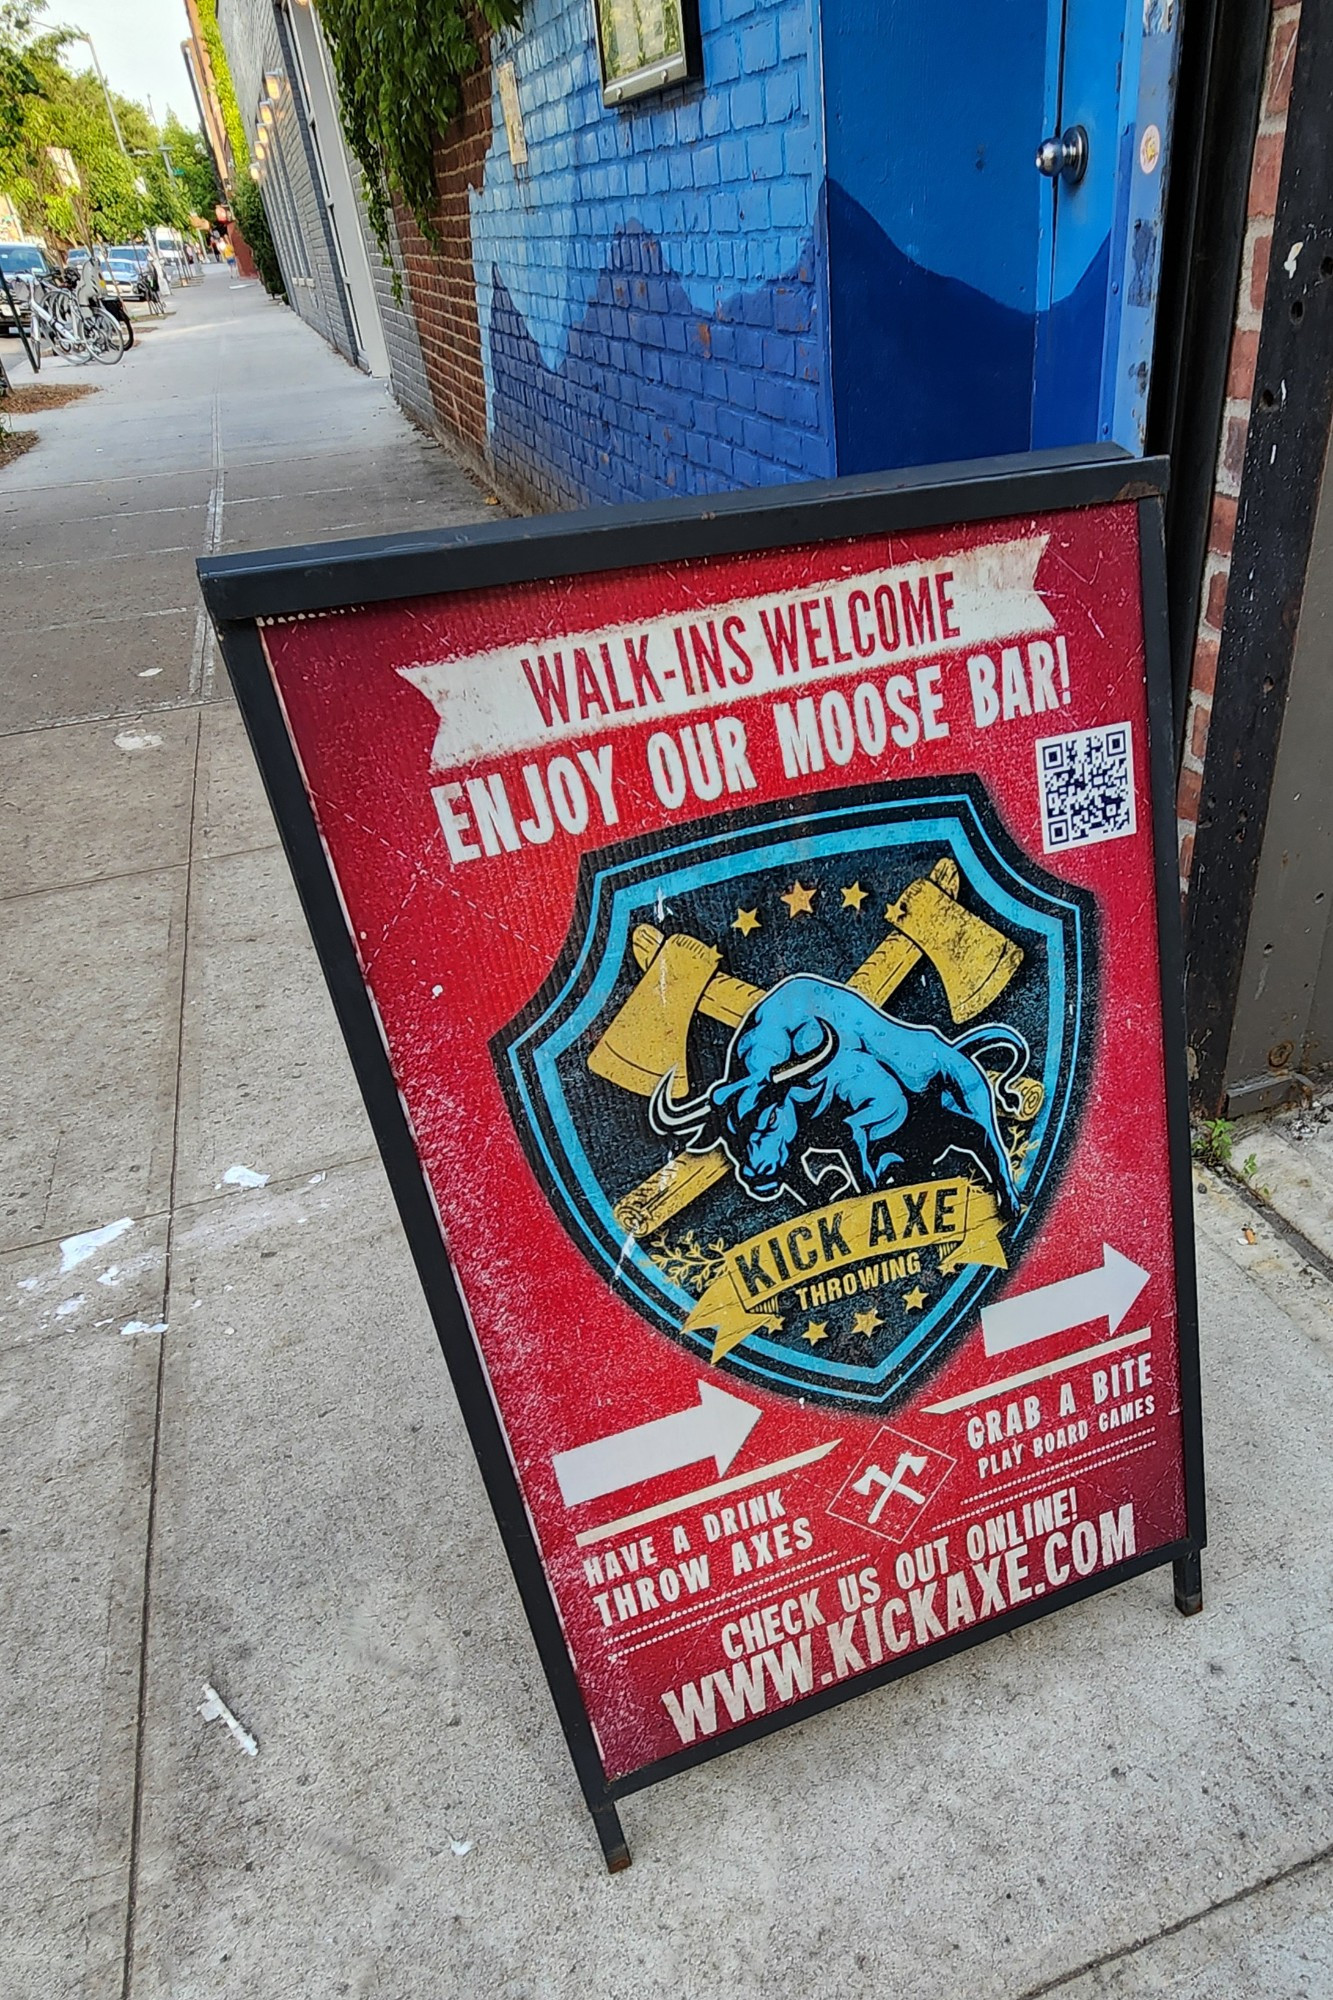 WALK-INS WELCOME
ENJOY OUR MOOSE BAR!
KICK AXE
THROWING
GRAB A BITE
PLAY BOARD GAMES
HAVE A DRINK
THROW AXES
CHECK US OUT ONLINE!
WWW.KICKAXE.COM